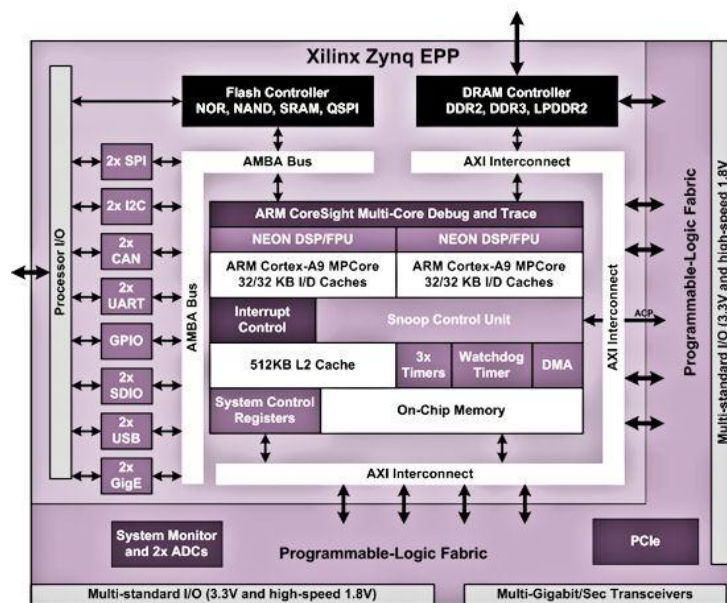 Xilinx Zynq EPP
Flash Controller
NOR, NAND, SRAM, QSPI
DRAM Controller
DDR2, DDR3, LPDDR2
AMBA Bus
AXI Interconnect
Processor I/O
2x SPI
2x I2C
2x
CAN
2x
UART
GPIO
2x
SDIO
2x
USB
2x
GigE
AMBA Bus
ARM CoreSight Multi-Core Debug and Trace
NEON DSP/FPU
NEON DSP/FPU
ARM Cortex-A9 MPCore
32/32 KB I/D Caches
ARM Cortex-A9 MPCore
32/32 KB I/D Caches
Interrupt
Control
Snoop Control Unit
512KB L2 Cache
3x
Timers
Watchdog
Timer
DMA
System Control
Registers
On-Chip Memory
AXI Interconnect
AXI Interconnect
ACP
Programmable-Logic Fabric
Multi-standard I/O (3.3V and high-speed 1.8V)
System Monitor
and 2x ADCs
Programmable-Logic Fabric
PCIe
Multi-standard I/O (3.3V and high-speed 1.8V)
Multi-Gigabit/Sec Transceivers